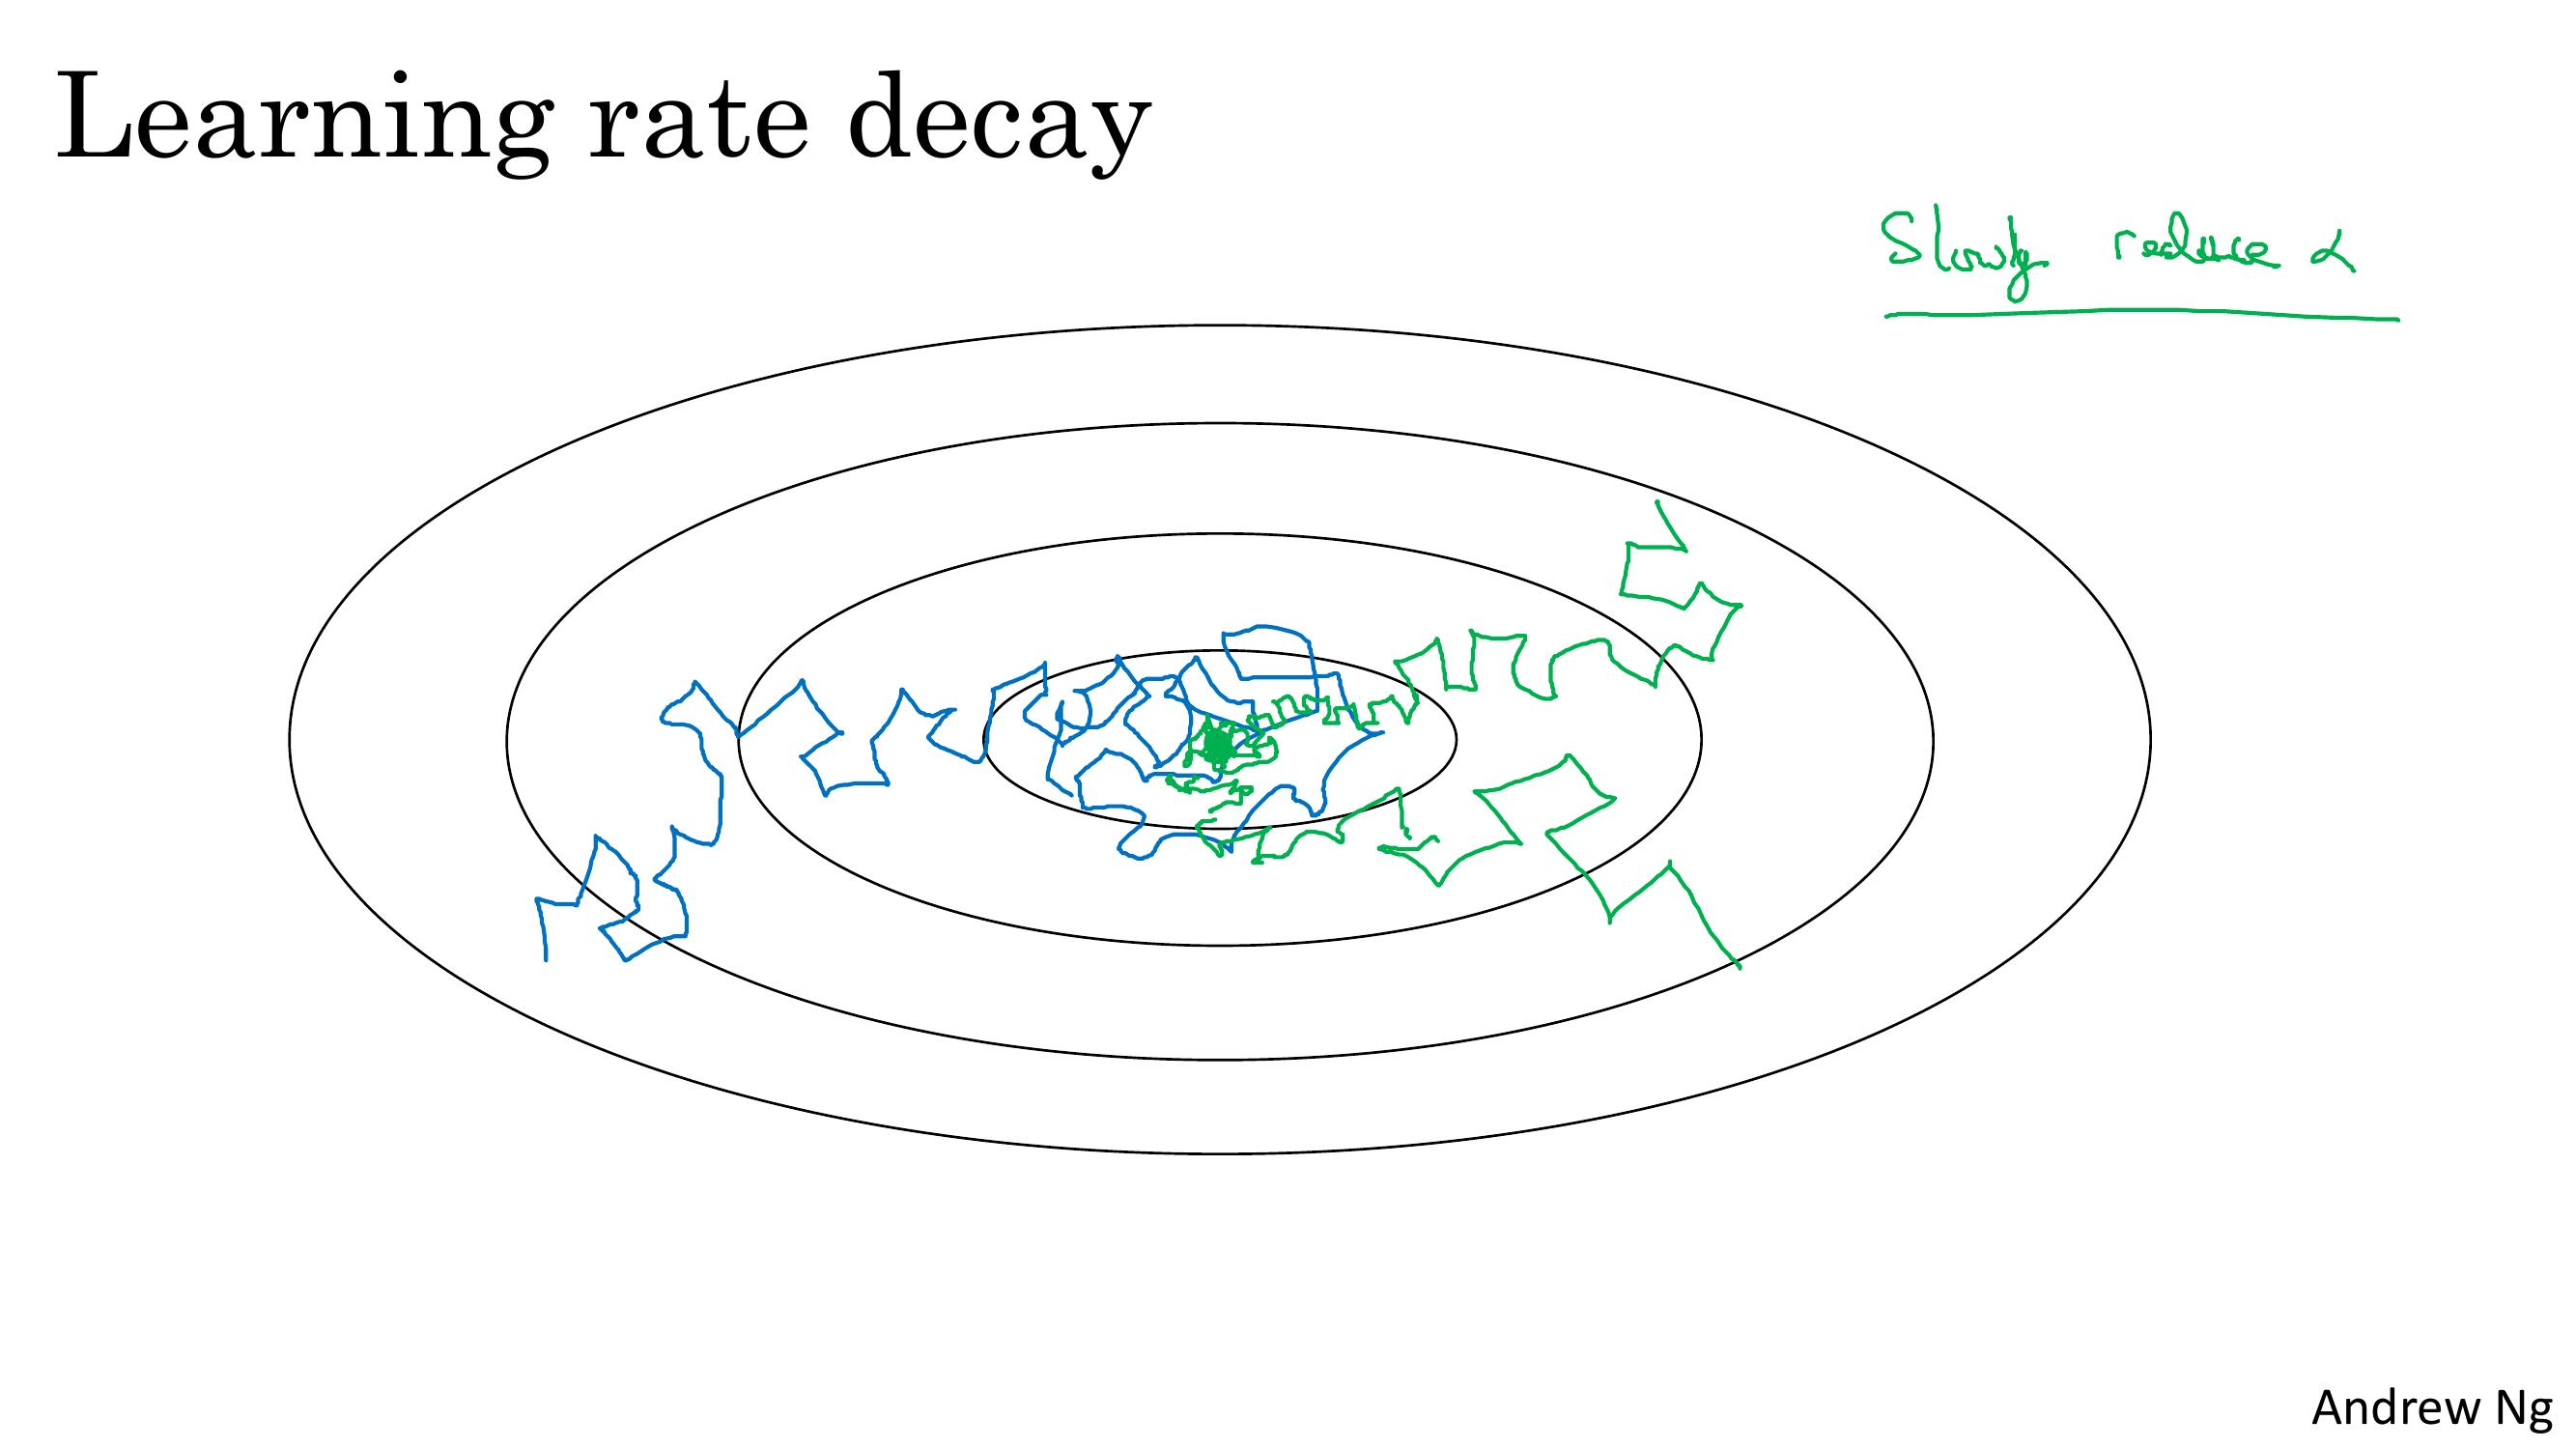 Learning rate decay
Slowly reduce α
Andrew Ng